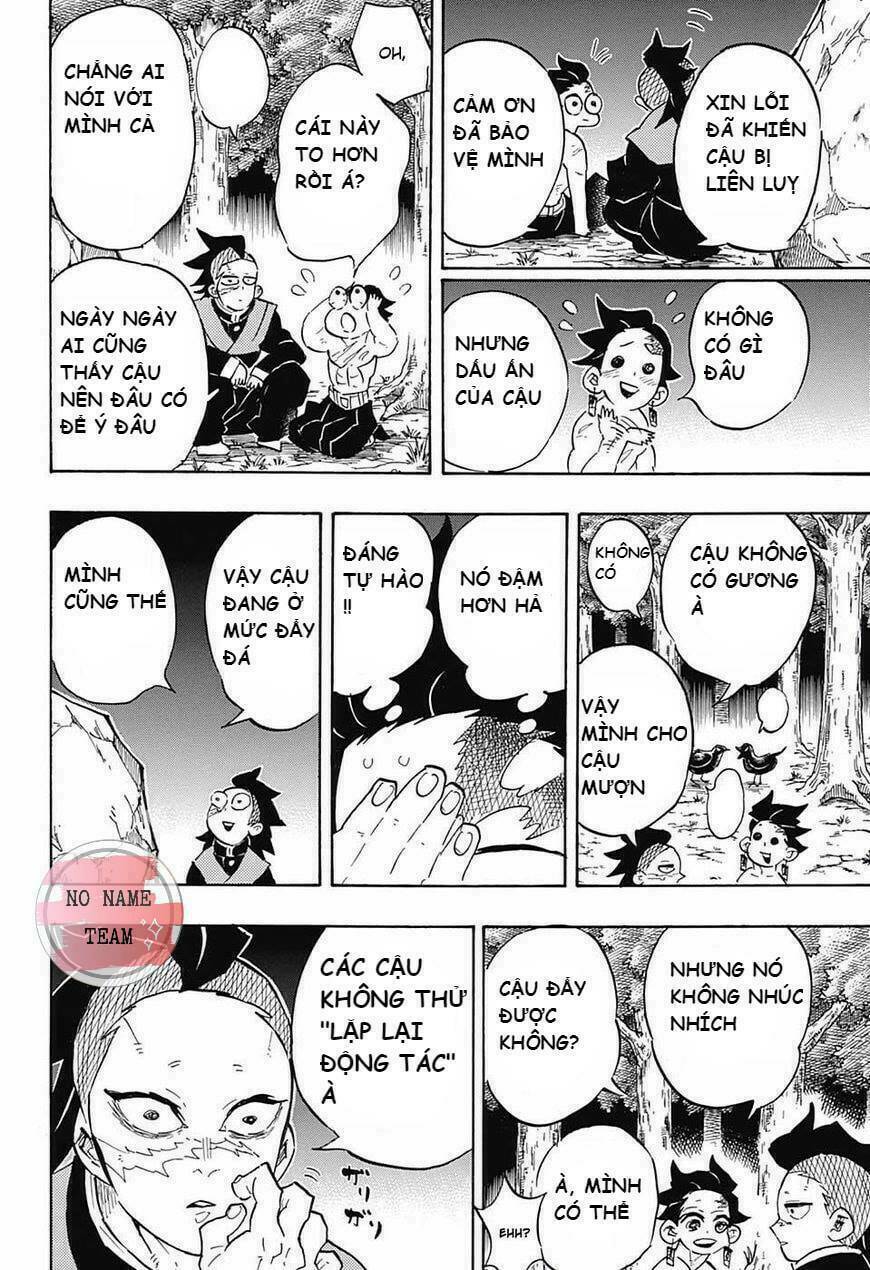 XIN LỖI
ĐÃ KHIẾN
CẬU BỊ
LIÊN LUỴ
CẢM ƠN
ĐÃ BẢO
VỆ MÌNH
KHÔNG
CÓ GÌ
ĐÂU
NHƯNG
DẤU ẤN
CỦA CẬU
OH,
CÁI NÀY
TO HƠN
RỒI Á?
CHẲNG AI
NÓI VỚI
MÌNH CẢ
NGÀY NGÀY
AI CŨNG
THẤY CẬU
NÊN ĐÂU CÓ
ĐỂ Ý ĐÂU
CẬU KHÔNG
CÓ GƯƠNG
À
KHÔNG
CÓ
VẬY
MÌNH CHO
CẬU
MƯỢN
NÓ ĐẬM
HƠN HẢ
ĐÁNG
TỰ HÀO
!!
VẬY CẬU
ĐANG Ở
MỨC ĐẨY
ĐÁ
MÌNH
CŨNG THẾ
NHƯNG NÓ
KHÔNG NHÚC
NHÍCH
CẬU ĐẨY
ĐƯỢC
KHÔNG?
À, MÌNH
CÓ THỂ
EHH?
CÁC CẬU
KHÔNG THỬ
"LẶP LẠI
ĐỘNG TÁC"
À
ガリ
ガリ
NO NAME
TEAM